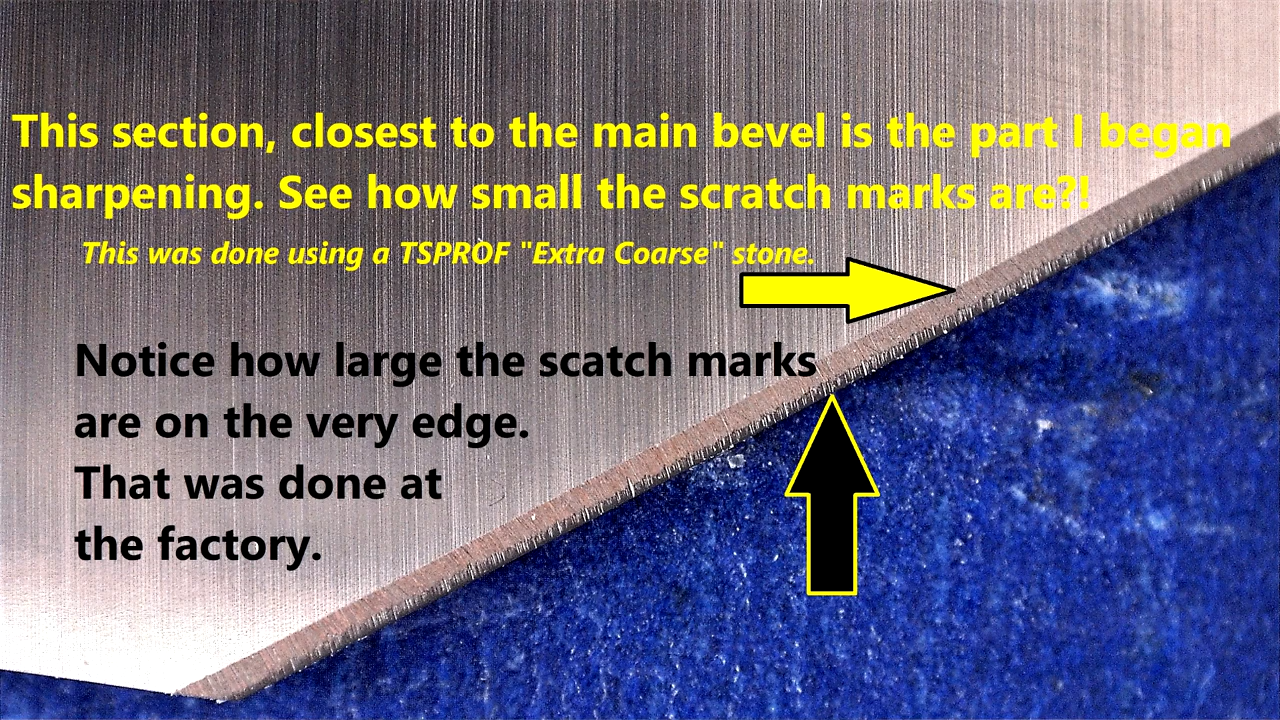 This section, closest to the main bevel is the part I began
sharpening. See how small the scratch marks are?!
This was done using a TSPROF "Extra Coarse" stone.
Notice how large the scatch marks
are on the very edge.
That was done at
the factory.